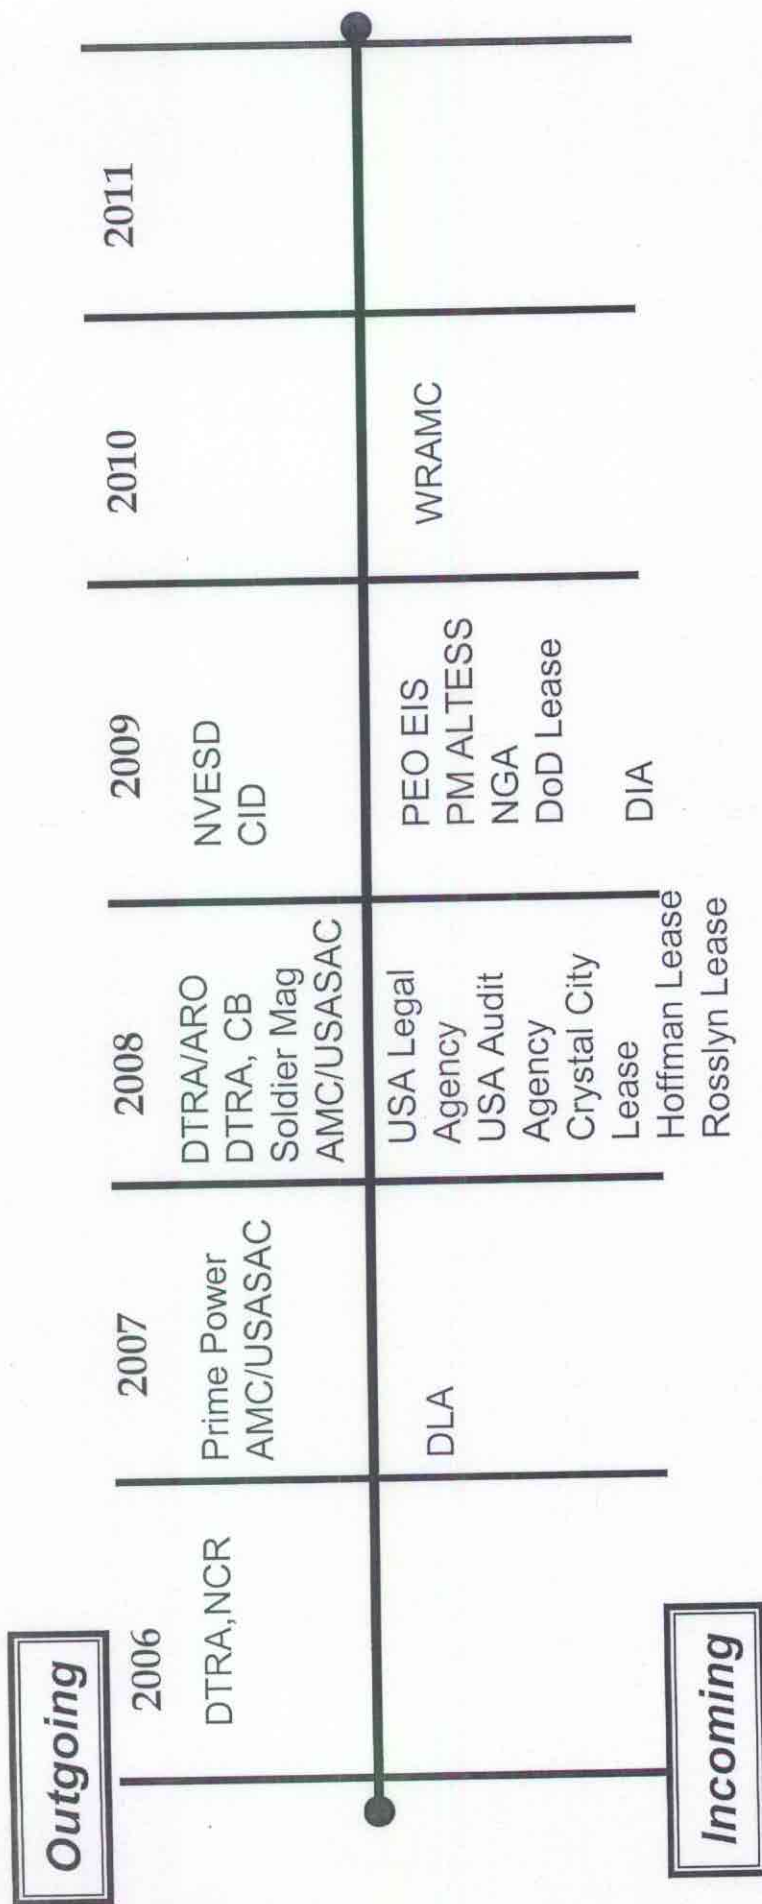 Outgoing
2006
DTRA,NCR
2007
Prime Power
AMC/USASAC
2008
DTRA/ARO
DTRA, CB
Soldier Mag
AMC/USASAC
2009
NVESD
CID
2010
2011
Incoming
DLA
USA Legal
Agency
USA Audit
Agency
Crystal City
Lease
Hoffman Lease
Rosslyn Lease
PEO EIS
PM ALTESS
NGA
DoD Lease
DIA
WRAMC